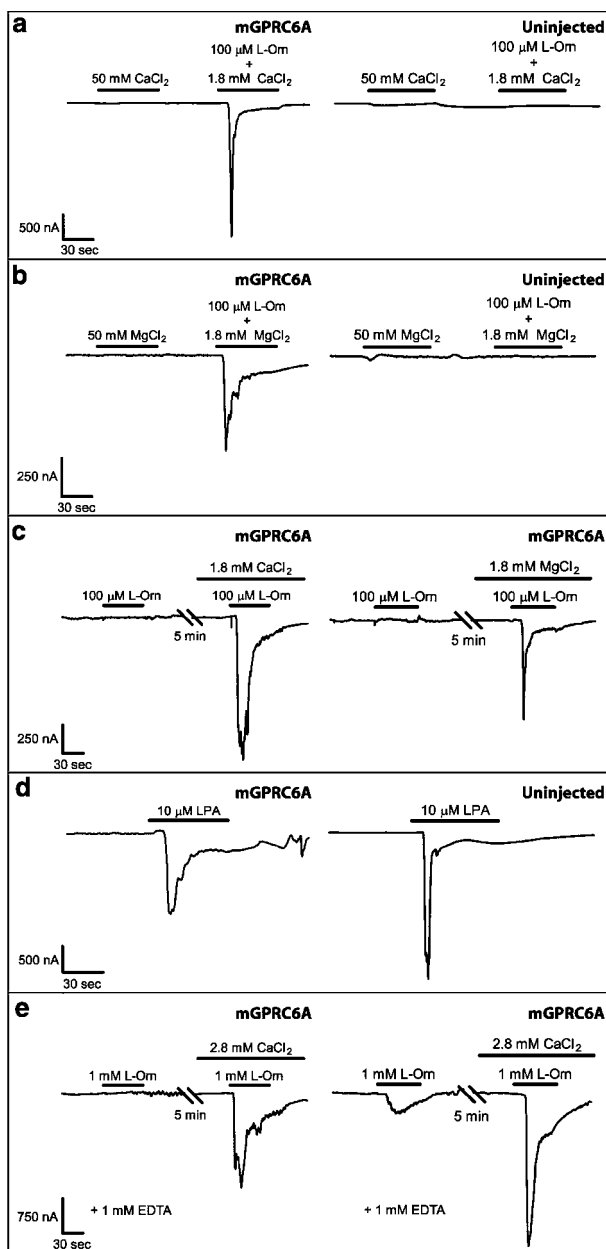 a
mGPRC6A
Uninjected
100 µM L-Orn
+
50 mM CaCl₂
1.8 mM CaCl₂
100 µM L-Orn
+
50 mM CaCl₂
1.8 mM CaCl₂
500 nA
30 sec
b
mGPRC6A
Uninjected
100 µM L-Orn
+
50 mM MgCl₂
1.8 mM MgCl₂
100 µM L-Orn
+
50 mM MgCl₂
1.8 mM MgCl₂
250 nA
30 sec
c
mGPRC6A
mGPRC6A
1.8 mM CaCl₂
100 µM L-Orn
100 µM L-Orn
5 min
1.8 mM MgCl₂
100 µM L-Orn
100 µM L-Orn
5 min
250 nA
30 sec
d
mGPRC6A
Uninjected
10 µM LPA
10 µM LPA
500 nA
30 sec
e
mGPRC6A
mGPRC6A
2.8 mM CaCl₂
1 mM L-Orn
1 mM L-Orn
5 min
2.8 mM CaCl₂
1 mM L-Orn
1 mM L-Orn
5 min
750 nA
30 sec
+ 1 mM EDTA
+ 1 mM EDTA